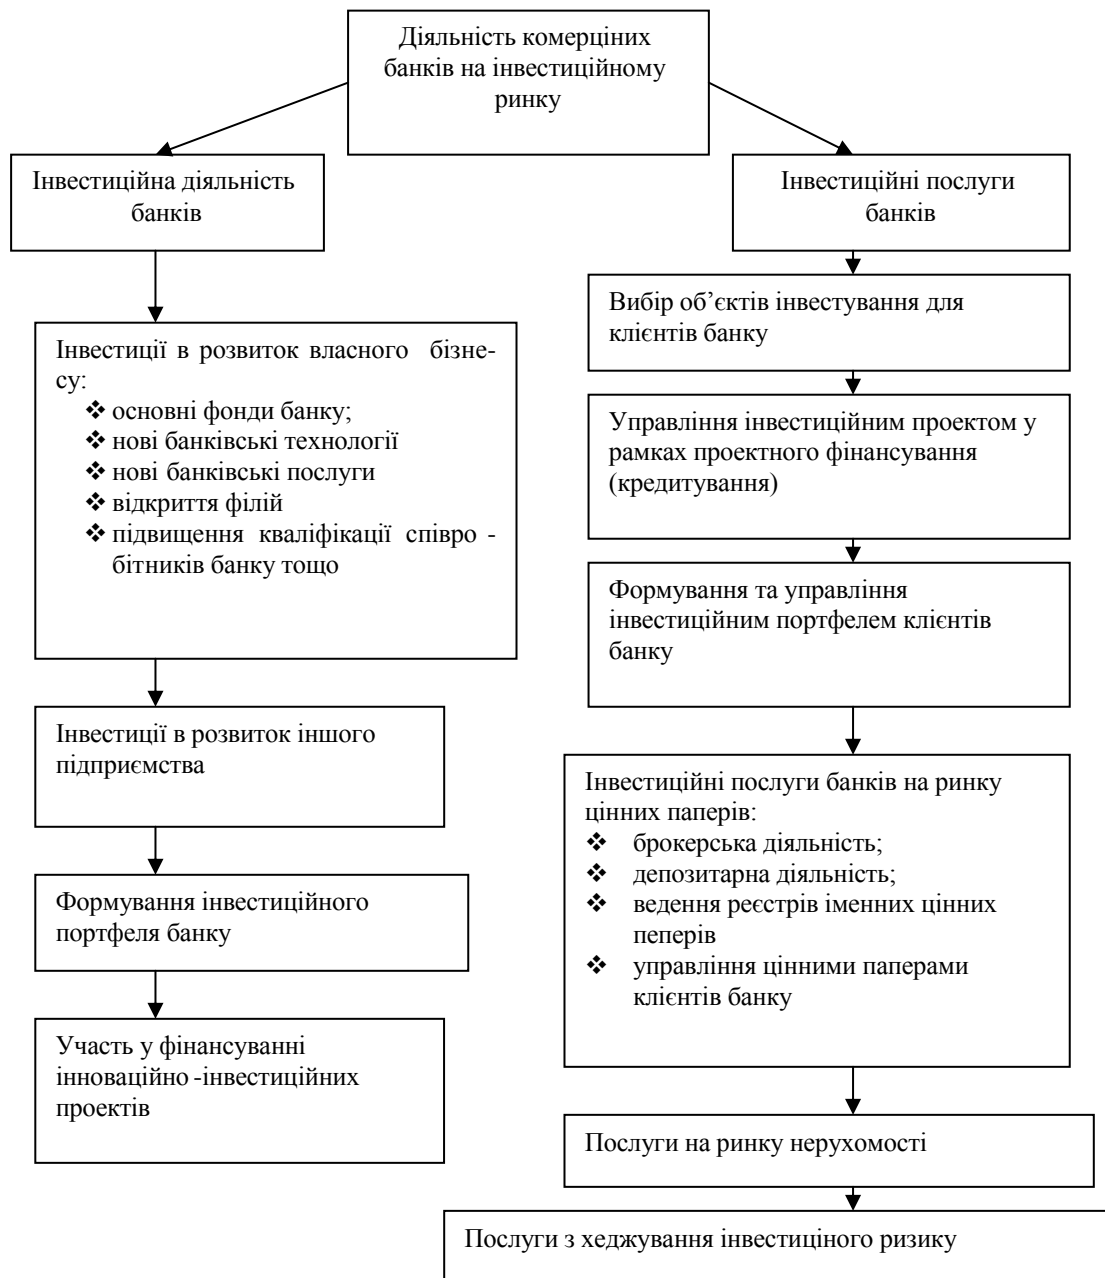 Діяльність комерціних
банків на інвестиційному
ринку
Інвестиційна діяльність
банків
Інвестиції в розвиток власного бізне-
су:
❖ основні фонди банку;
❖ нові банківські технології
❖ нові банківські послуги
❖ відкриття філій
❖ підвищення кваліфікації співро -
бітників банку тощо
Інвестиції в розвиток іншого
підприємства
Формування інвестиційного
портфеля банку
Участь у фінансуванні
інноваційно -інвестиційних
проектів
Інвестиційні послуги
банків
Вибір об’єктів інвестування для
клієнтів банку
Управління інвестиційним проектом у
рамках проектного фінансування
(кредитування)
Формування та управління
інвестиційним портфелем клієнтів
банку
Інвестиційні послуги банків на ринку
цінних паперів:
❖ брокерська діяльність;
❖ депозитарна діяльність;
❖ ведення реєстрів іменних цінних
пеперів
❖ управління цінними паперами
клієнтів банку
Послуги на ринку нерухомості
Послуги з хеджування інвестиціного ризику